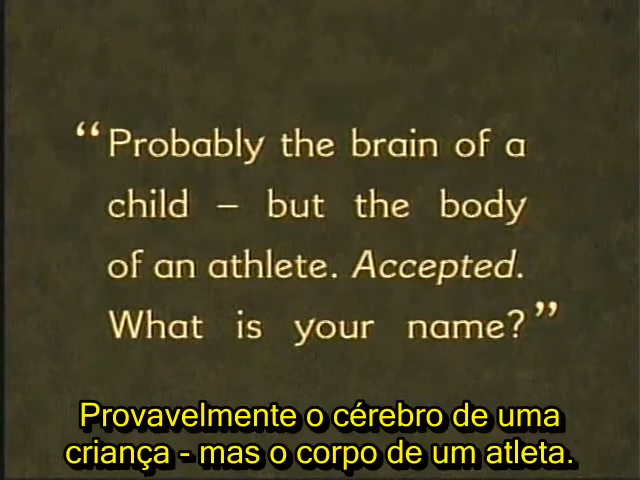 “Probably the brain of a
child – but the body
of an athlete. Accepted.
What is your name?”
Provavelmente o cérebro de uma
criança - mas o corpo de um atleta.